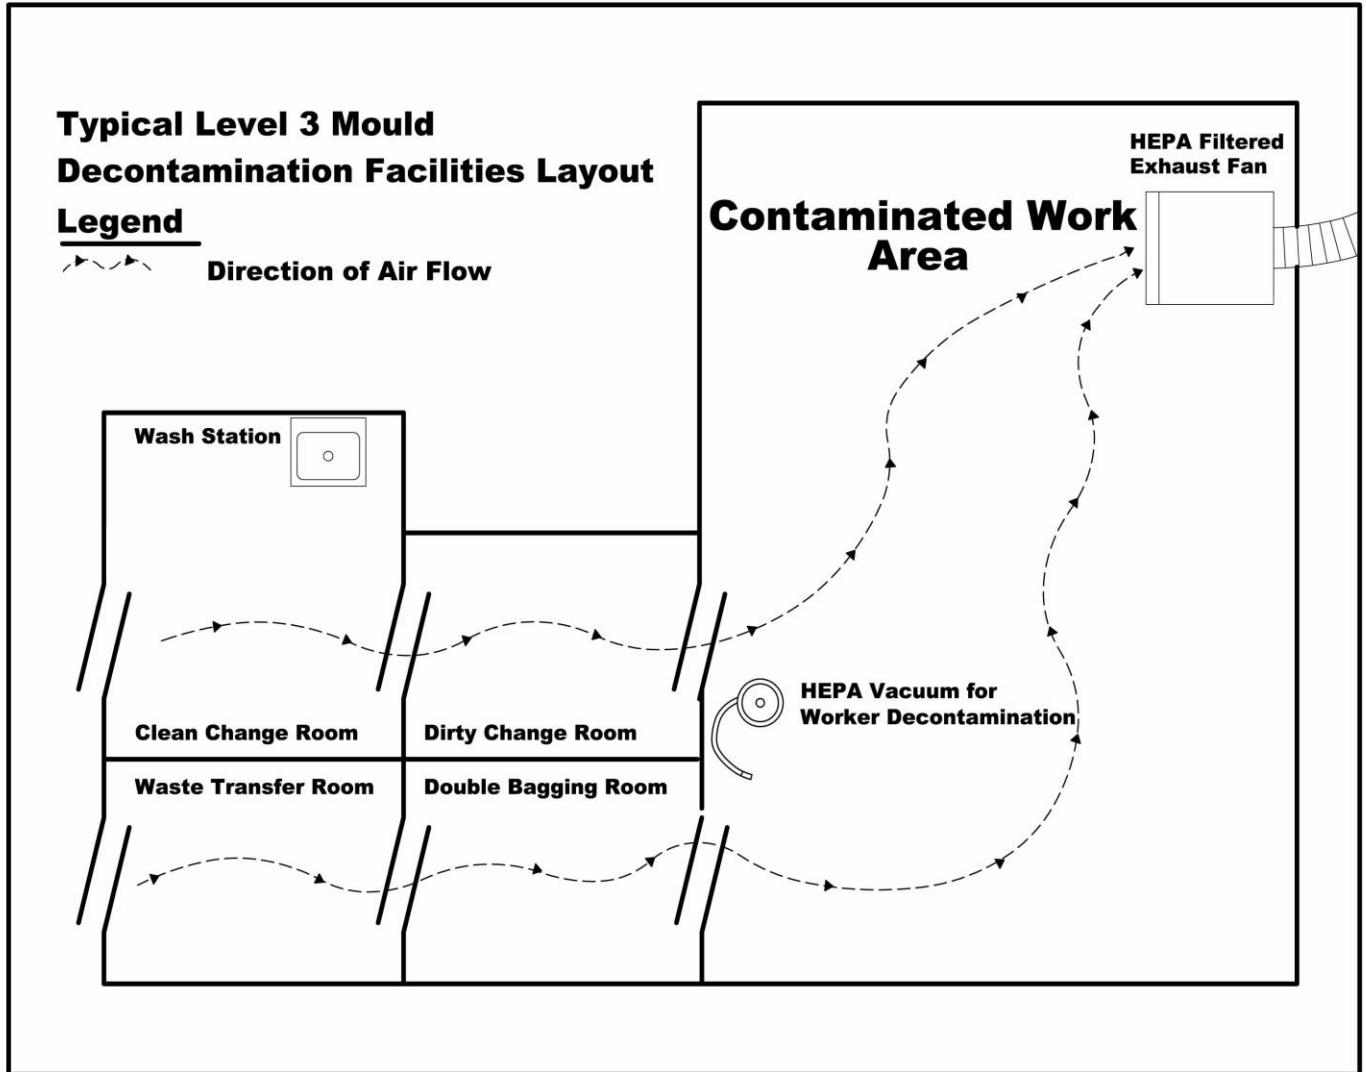 Typical Level 3 Mould
Decontamination Facilities Layout
Legend
Direction of Air Flow
HEPA Filtered
Exhaust Fan
Contaminated Work
Area
Wash Station
HEPA Vacuum for
Worker Decontamination
Clean Change Room
Dirty Change Room
Waste Transfer Room
Double Bagging Room